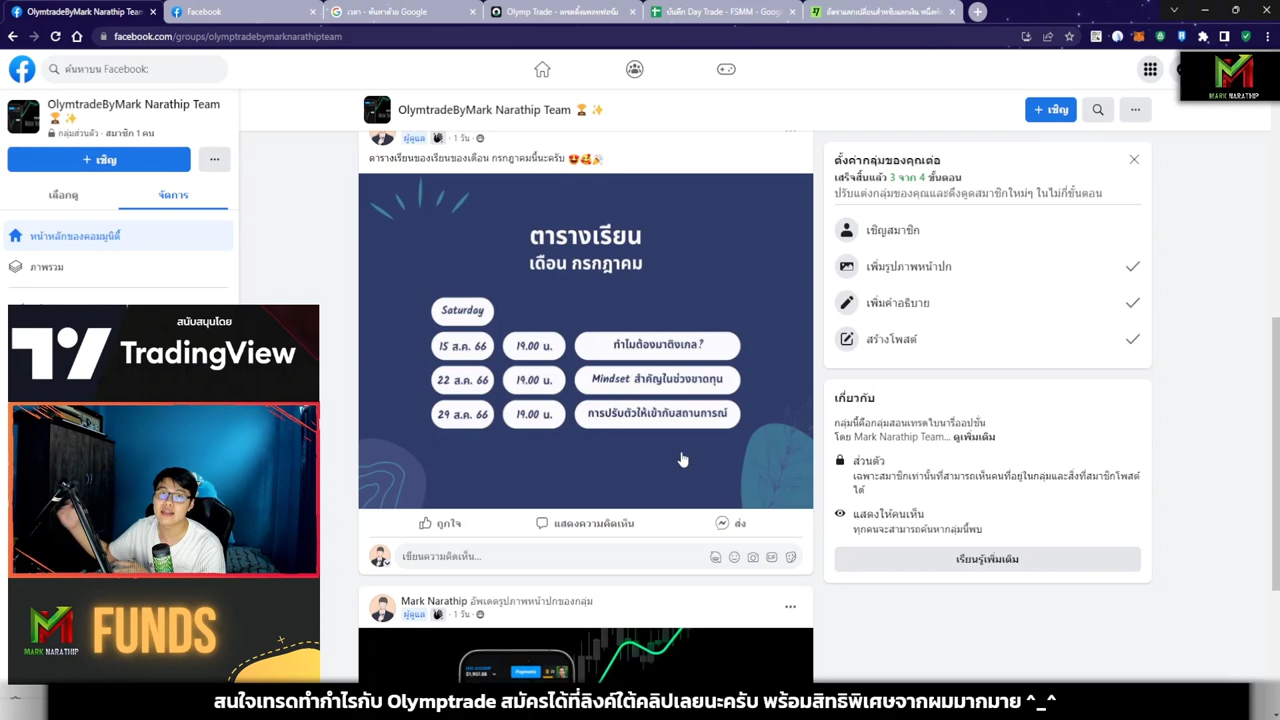 OlymtradeByMark Narathip Team
Facebook
เวลา - ค้นหาด้วย Google
บันทึก Day Trade - FSMM - Googl
facebook.com/groups/olymptradebymarknarathipteam
ค้นหาบน Facebook:
MARK NARATHIP
OlymtradeByMark Narathip Team
กลุ่มส่วนตัว · สมาชิก 1 คน
+ เชิญ
เลือกดู
จัดการ
หน้าหลักของคอมมูนิตี้
ภาพรวม
OlymtradeByMark Narathip Team
+ เชิญ
ผู้ดูแล
· 1 วัน ·
ตารางเรียนของเรียนของเดือน กรกฎาคมนี้นะครับ
ตารางเรียน
เดือน กรกฎาคม
Saturday
15 ส.ค. 66 19.00 น. ทำไมต้องมาติงเกล?
22 ส.ค. 66 19.00 น. Mindset สำคัญในช่วงขาดทุน
29 ส.ค. 66 19.00 น. การปรับตัวให้เข้ากับสถานการณ์
ถูกใจ
แสดงความคิดเห็น
ส่ง
เขียนความคิดเห็น...
Mark Narathip อัพเดตรูปภาพหน้าปกของกลุ่ม
ผู้ดูแล
· 1 วัน ·
$1,907.88
Payments
ตั้งค่ากลุ่มของคุณต่อ
เสร็จสิ้นแล้ว 3 จาก 4 ขั้นตอน
ปรับแต่งกลุ่มของคุณและดึงดูดสมาชิกใหม่ๆ ในไม่กี่ขั้นตอน
เชิญสมาชิก
เพิ่มรูปภาพหน้าปก
เพิ่มคำอธิบาย
สร้างโพสต์
เกี่ยวกับ
กลุ่มนี้คือกลุ่มสอนเทรดไบนารี่ออปชั่น
โดย Mark Narathip Team... ดูเพิ่มเติม
ส่วนตัว
เฉพาะสมาชิกเท่านั้นที่สามารถเห็นคนที่อยู่ในกลุ่มและสิ่งที่สมาชิกโพสต์
ได้
แสดงให้คนเห็น
ทุกคนจะสามารถค้นหากลุ่มนี้พบ
เรียนรู้เพิ่มเติม
สนับสนุนโดย
TradingView
MARK NARATHIP
FUNDS
สนใจเทรดทำกำไรกับ Olymptrade สมัครได้ที่ลิงค์ใต้คลิปเลยนะครับ พร้อมสิทธิพิเศษจากผมมากมาย ^_^